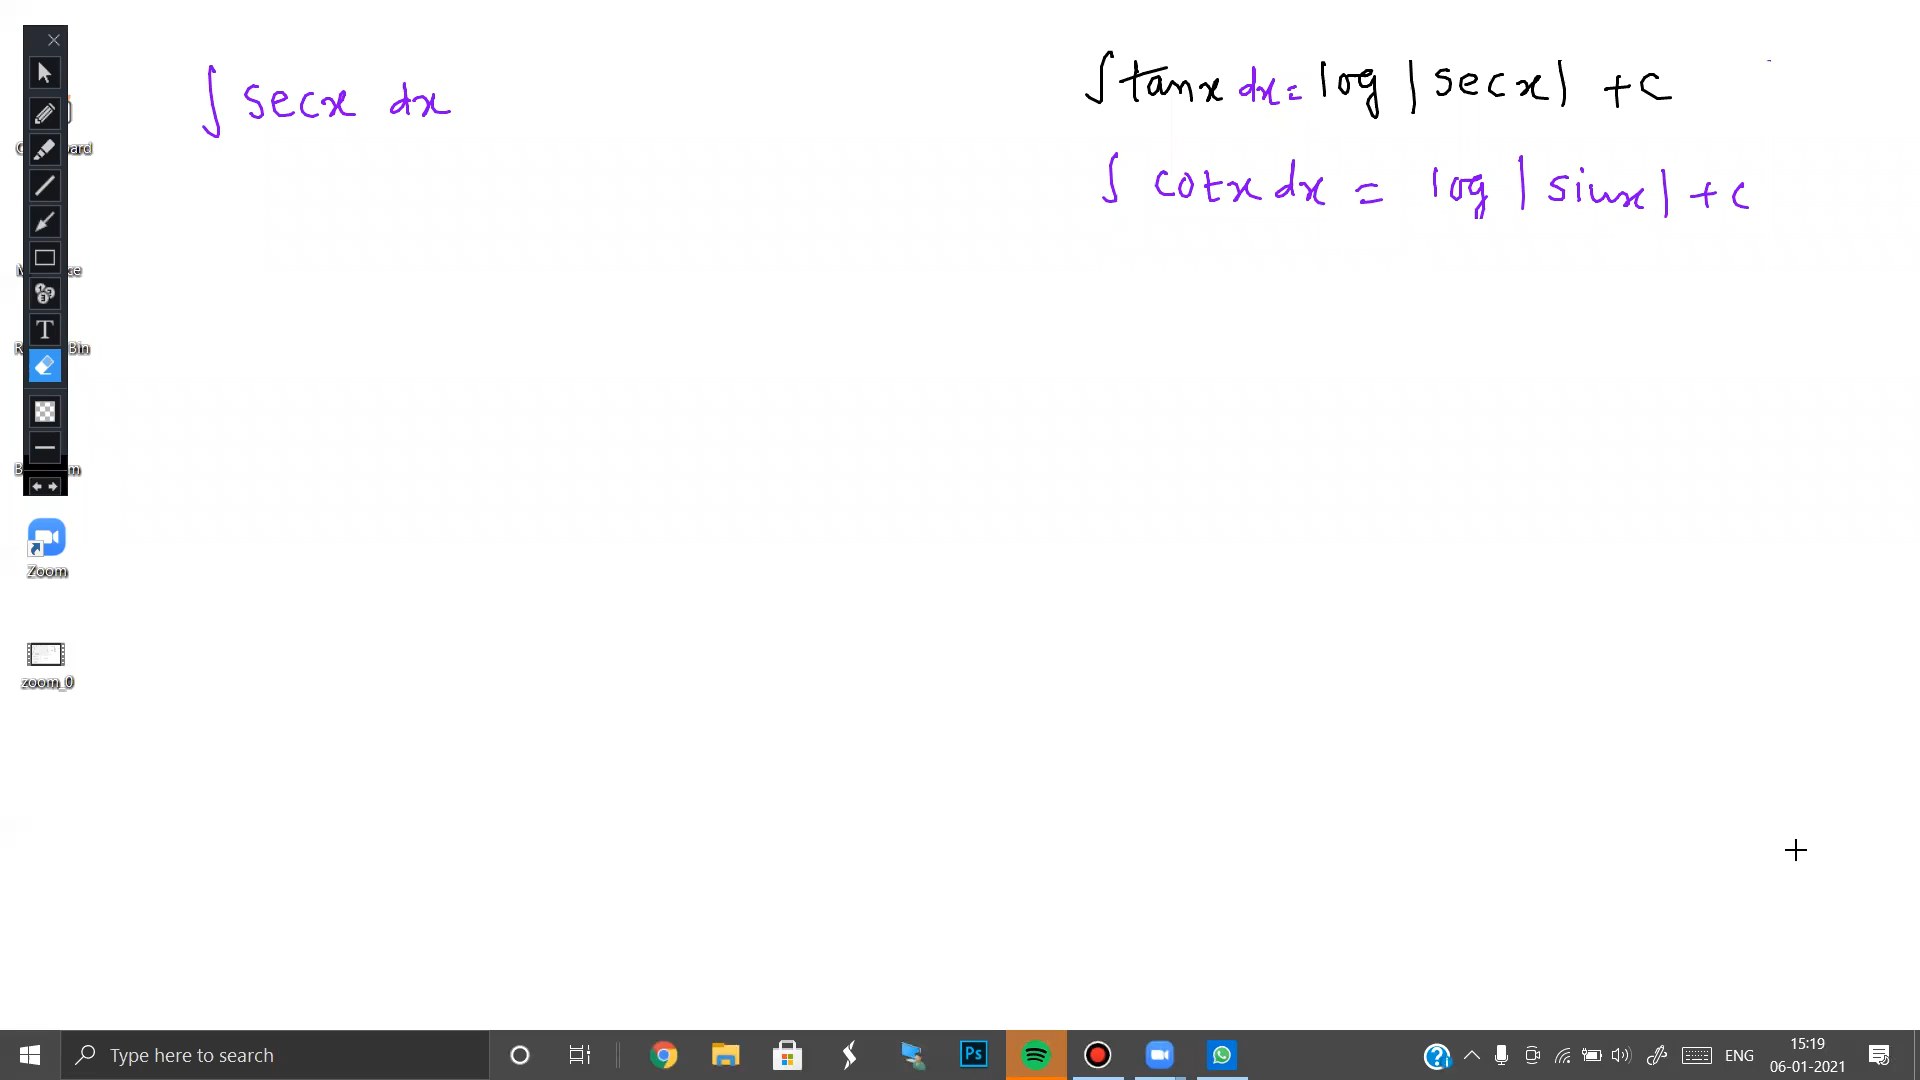 ∫ secx dx
∫tanx dx = log |secx| +c
∫ cotx dx = log |sinx| +c
T
Zoom
zoom_0
Type here to search
Ps
ENG
15:19
06-01-2021